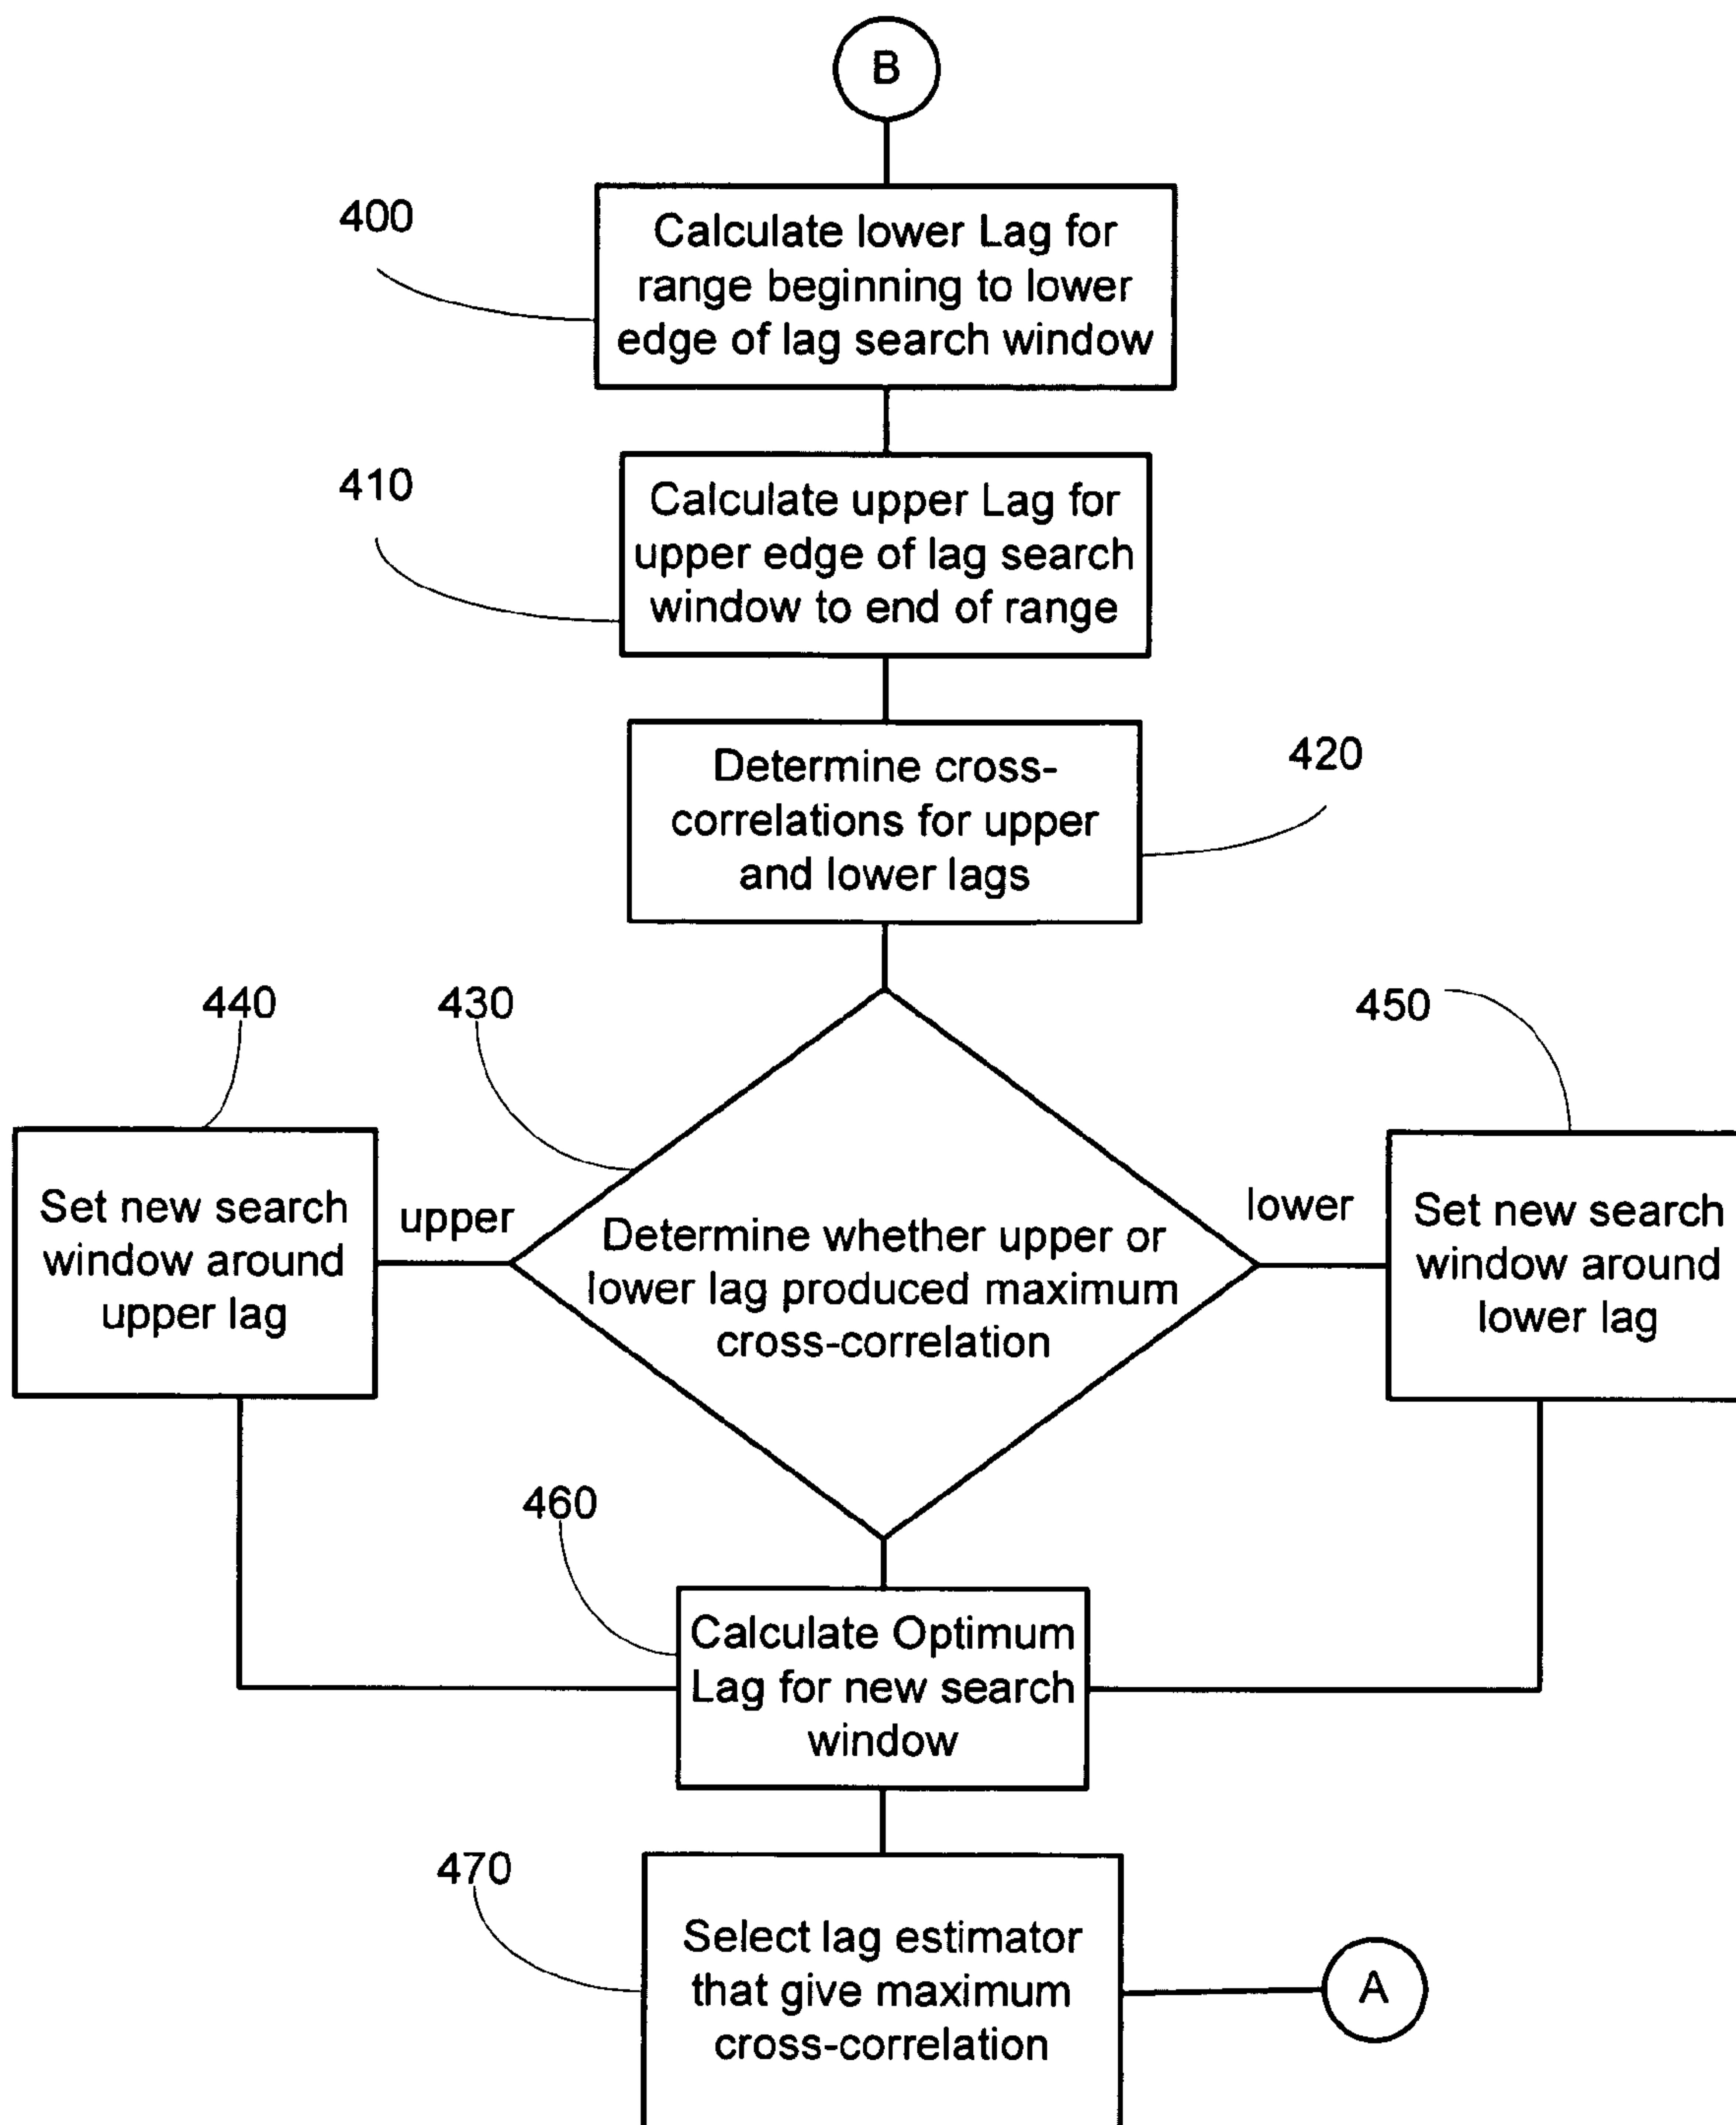 B
400
Calculate lower Lag for
range beginning to lower
edge of lag search window
410
Calculate upper Lag for
upper edge of lag search
window to end of range
420
Determine cross-
correlations for upper
and lower lags
440
430
450
Set new search
window around
upper lag
upper
Determine whether upper or
lower lag produced maximum
cross-correlation
lower
Set new search
window around
lower lag
460
Calculate Optimum
Lag for new search
window
470
Select lag estimator
that give maximum
cross-correlation
A